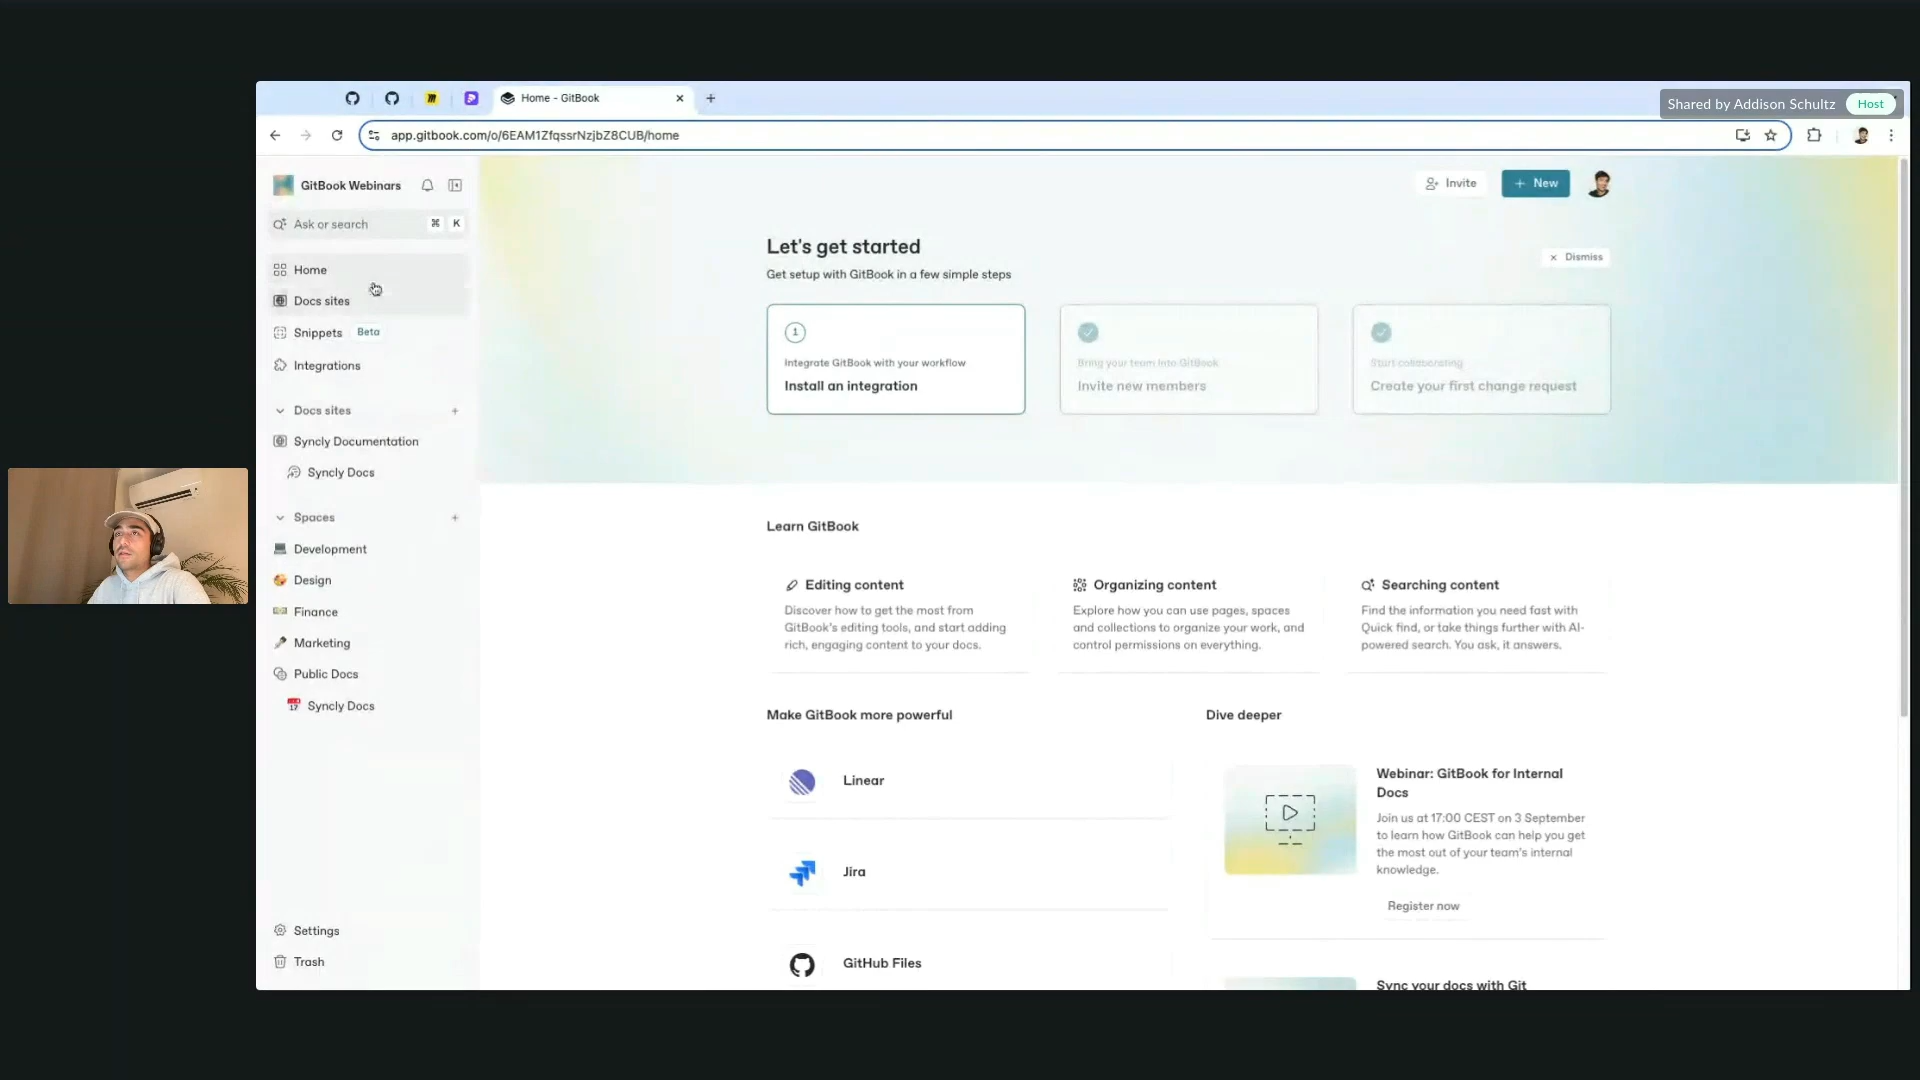 Home - GitBook
Shared by Addison Schultz Host
app.gitbook.com/o/6EAM1ZfqssrNzjbZ8CUB/home
GitBook Webinars
Ask or search ⌘ K
Home
Docs sites
Snippets Beta
Integrations
Docs sites
Syncly Documentation
Syncly Docs
Spaces
Development
Design
Finance
Marketing
Public Docs
Syncly Docs
Settings
Trash
Invite
+ New
Let's get started
Get setup with GitBook in a few simple steps
Dismiss
1
Integrate GitBook with your workflow
Install an integration
Bring your team into GitBook
Invite new members
Start collaborating
Create your first change request
Learn GitBook
Editing content
Discover how to get the most from
GitBook's editing tools, and start adding
rich, engaging content to your docs.
Organizing content
Explore how you can use pages, spaces
and collections to organize your work, and
control permissions on everything.
Searching content
Find the information you need fast with
Quick find, or take things further with AI-
powered search. You ask, it answers.
Make GitBook more powerful
Linear
Jira
GitHub Files
Dive deeper
Webinar: GitBook for Internal
Docs
Join us at 17:00 CEST on 3 September
to learn how GitBook can help you get
the most out of your team's internal
knowledge.
Register now
Sync your docs with Git